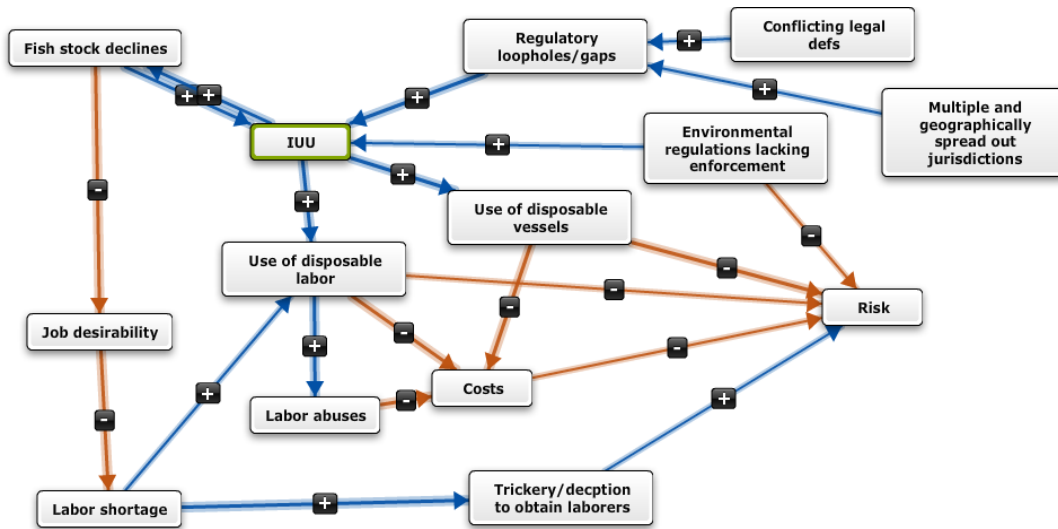 Fish stock declines
Regulatory
loopholes/gaps
+
Conflicting legal
defs
+
+
+
+
Multiple and
geographically
spread out
jurisdictions
IUU
+
Environmental
regulations lacking
enforcement
+
-
+
Use of disposable
vessels
-
Use of disposable
labor
-
-
-
Risk
Job desirability
+
-
-
+
Costs
-
Labor abuses
-
+
Labor shortage
+
Trickery/decption
to obtain laborers